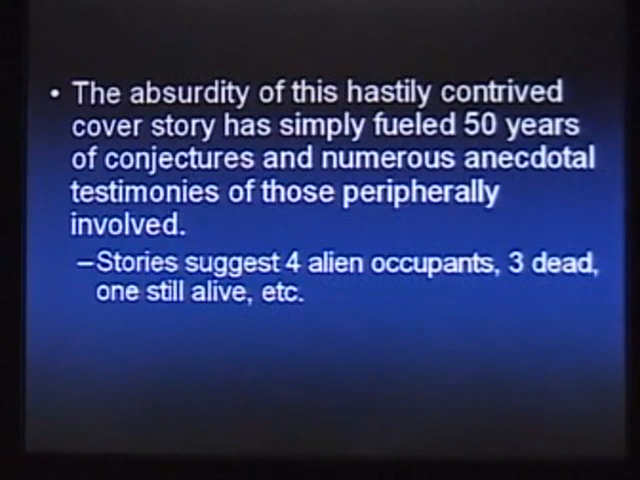 • The absurdity of this hastily contrived
cover story has simply fueled 50 years
of conjectures and numerous anecdotal
testimonies of those peripherally
involved.
–Stories suggest 4 alien occupants, 3 dead,
one still alive, etc.